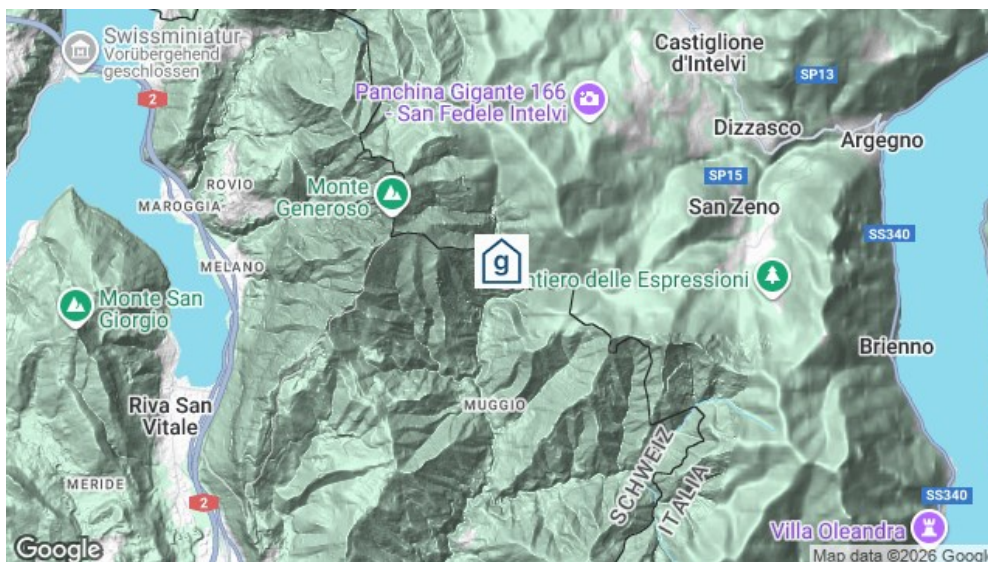 Swissminiatur
Vorübergehend
geschlossen
2
Castiglione
d'Intelvi
SP13
Panchina Gigante 166
- San Fedele Intelvi
Dizzasco
Argegno
ROVIO
Monte
Generoso
SP15
MAROGGIA
San Zeno
SS340
MELANO
g
ntiero delle Espressioni
Monte San
Giorgio
Brienno
Riva San
Vitale
MUGGIO
SCHWEIZ
ITALIA
MERIDE
2
SS340
Villa Oleandra
Google
Map data ©2026 Google